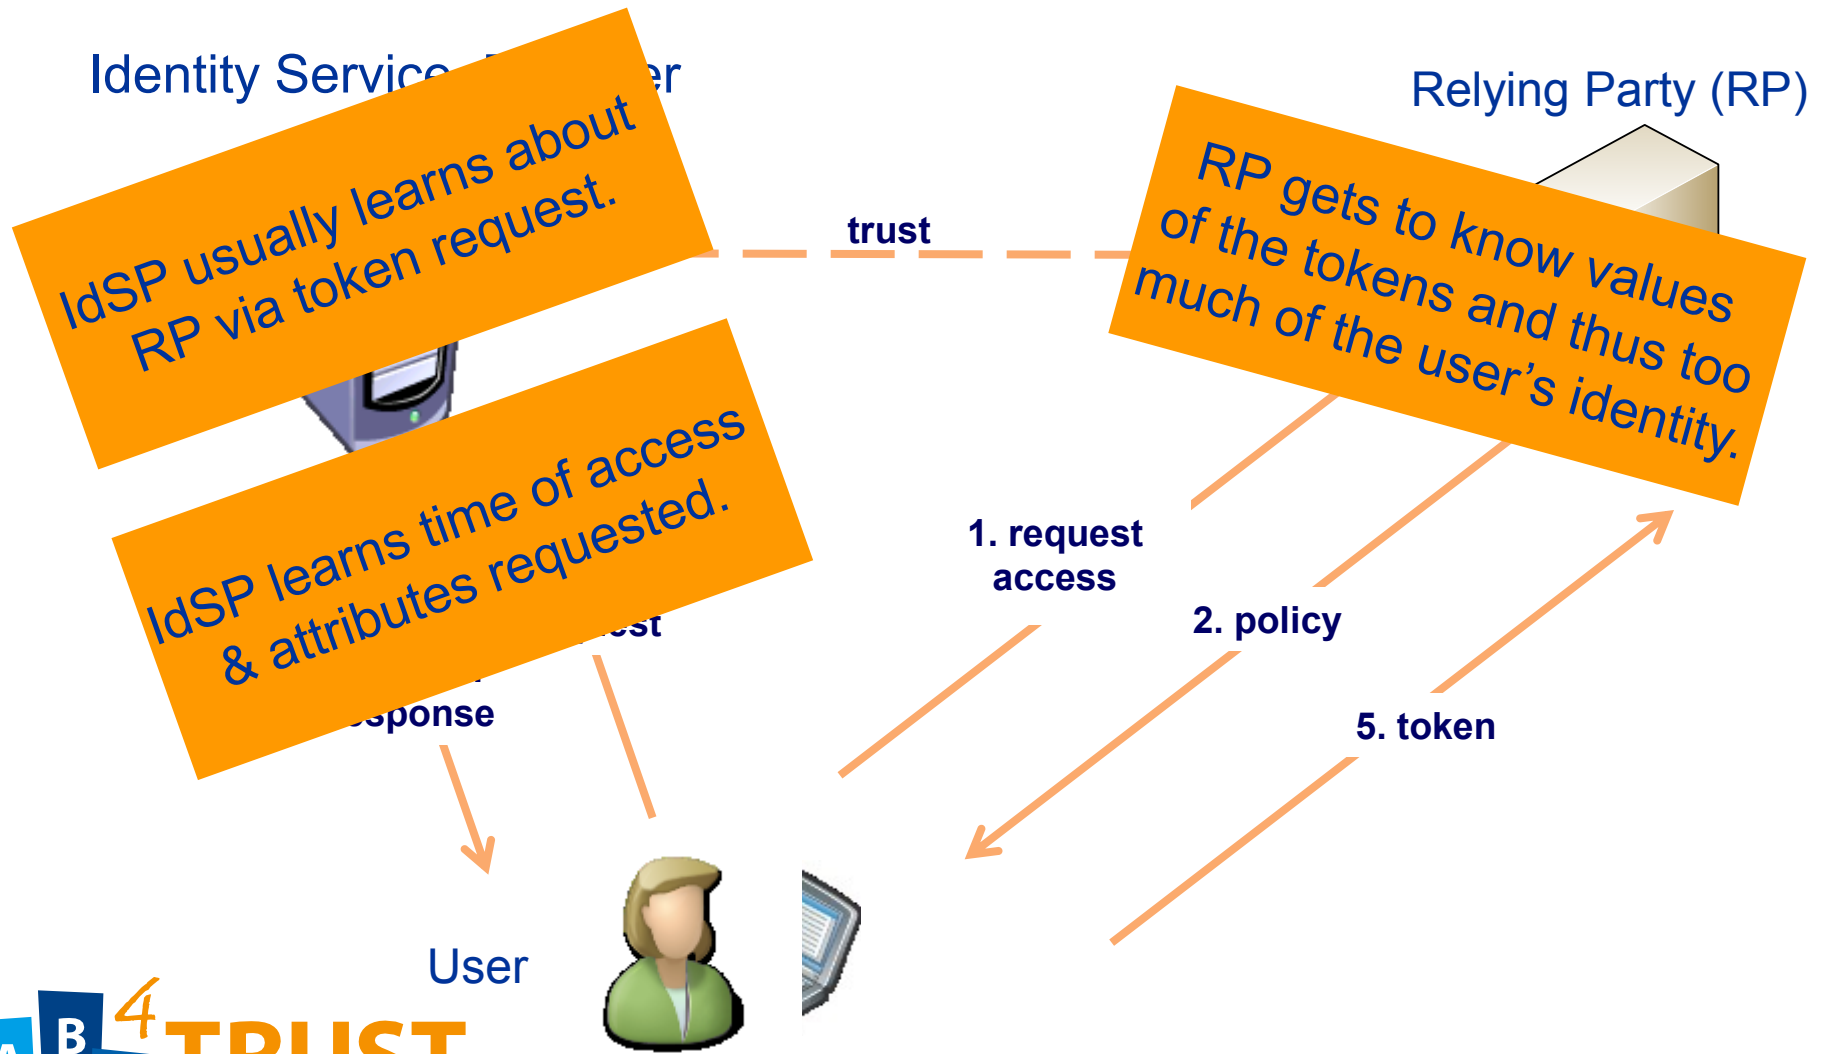 Identity Service
Relying Party (RP)
IdSP usually learns about
RP via token request.
trust
RP gets to know values
of the tokens and thus too
much of the user’s identity.
IdSP learns time of access
& attributes requested.
1. request
access
2. policy
5. token
User
A B 4 TRUST